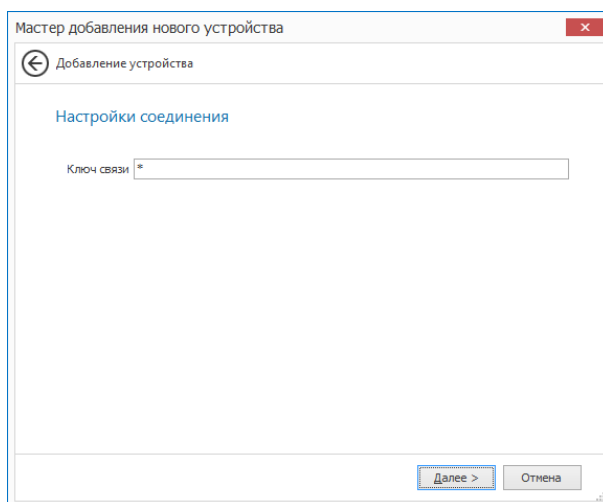 Мастер добавления нового устройства
Добавление устройства
Настройки соединения
Ключ связи *
Далее > Отмена